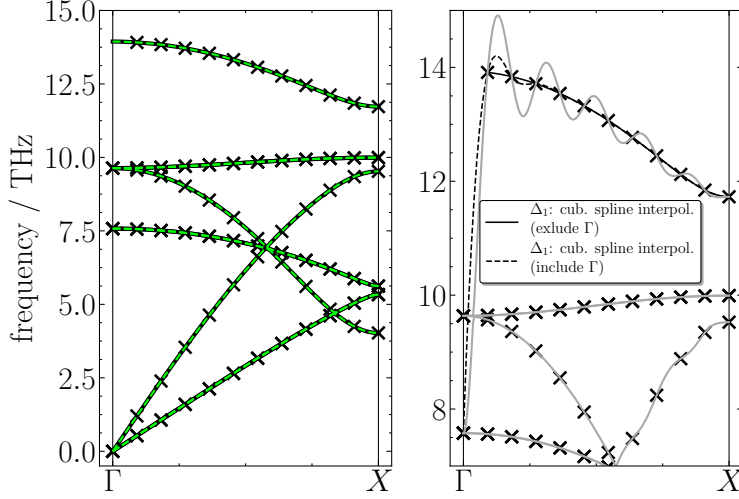 15.0
12.5
10.0
7.5
5.0
2.5
0.0
frequency / THz
Γ
X
14
12
10
8
Δ₁: cub. spline interpol.
(exlude Γ)
Δ₁: cub. spline interpol.
(include Γ)
Γ
X